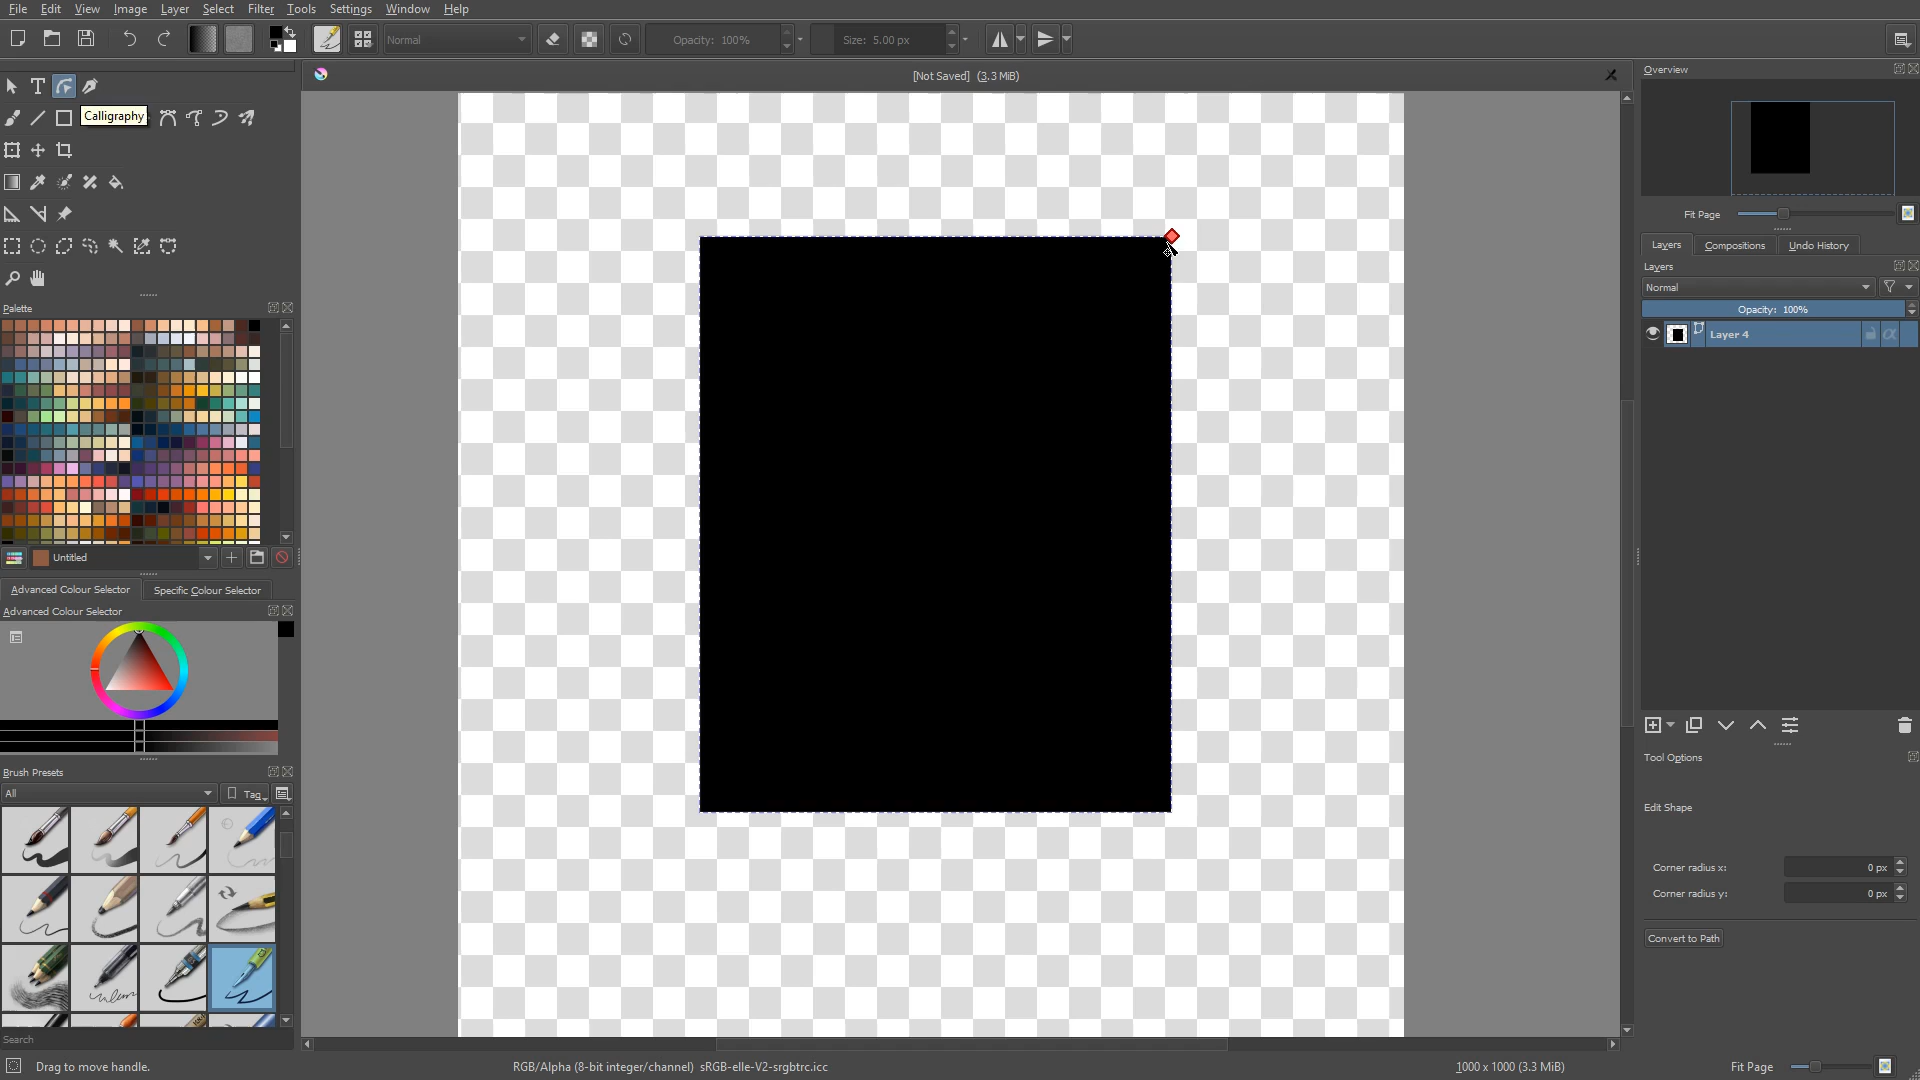 File Edit View Image Layer Select Filter Tools Settings Window Help
Normal Opacity: 100% Size: 5.00 px
[Not Saved] (3.3 MiB)
Calligraphy
Palette
Untitled
Advanced Colour Selector Specific Colour Selector
Advanced Colour Selector
Brush Presets
All Tag
Search
Overview
Fit Page
Layers Compositions Undo History
Layers
Normal
Opacity: 100%
Layer 4
Tool Options
Edit Shape
Corner radius x: 0 px
Corner radius y: 0 px
Convert to Path
Drag to move handle. RGB/Alpha (8-bit integer/channel) sRGB-elle-V2-srgbtrc.icc 1000 x 1000 (3.3 MiB) Fit Page